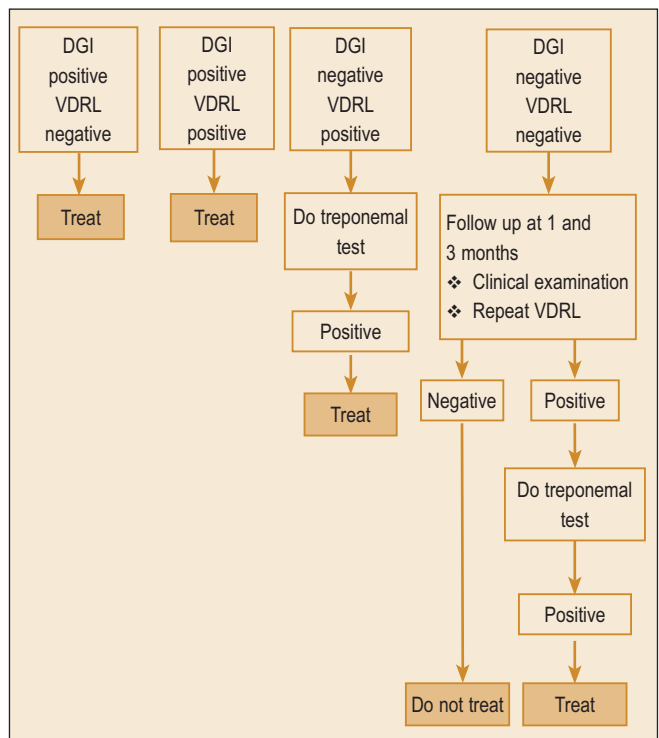 DGI
positive
VDRL
negative
Treat
DGI
positive
VDRL
positive
Treat
DGI
negative
VDRL
positive
Do treponemal
test
Positive
Treat
DGI
negative
VDRL
negative
Follow up at 1 and
3 months
❖ Clinical examination
❖ Repeat VDRL
Negative
Do not treat
Positive
Do treponemal
test
Positive
Treat